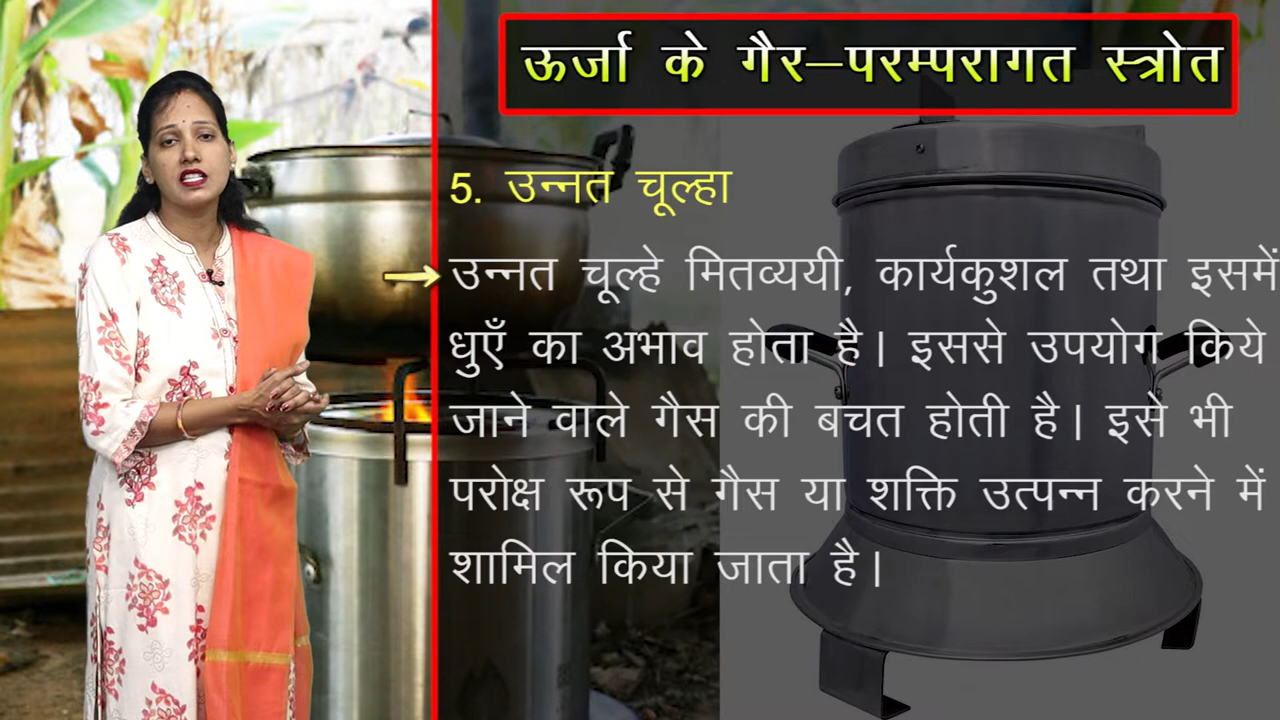 ऊर्जा के गैर–परम्परागत स्त्रोत
5. उन्नत चूल्हा
उन्नत चूल्हे मितव्ययी, कार्यकुशल तथा इसमें
धुएँ का अभाव होता है। इससे उपयोग किये
जाने वाले गैस की बचत होती है। इसे भी
परोक्ष रूप से गैस या शक्ति उत्पन्न करने में
शामिल किया जाता है।